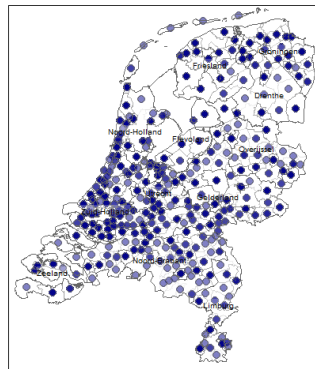 Groningen
Friesland
Drenthe
Noord-Holland
Flevoland
Overijssel
Utrecht
Gelderland
Zuid-Holland
Noord-Brabant
Zeeland
Limburg